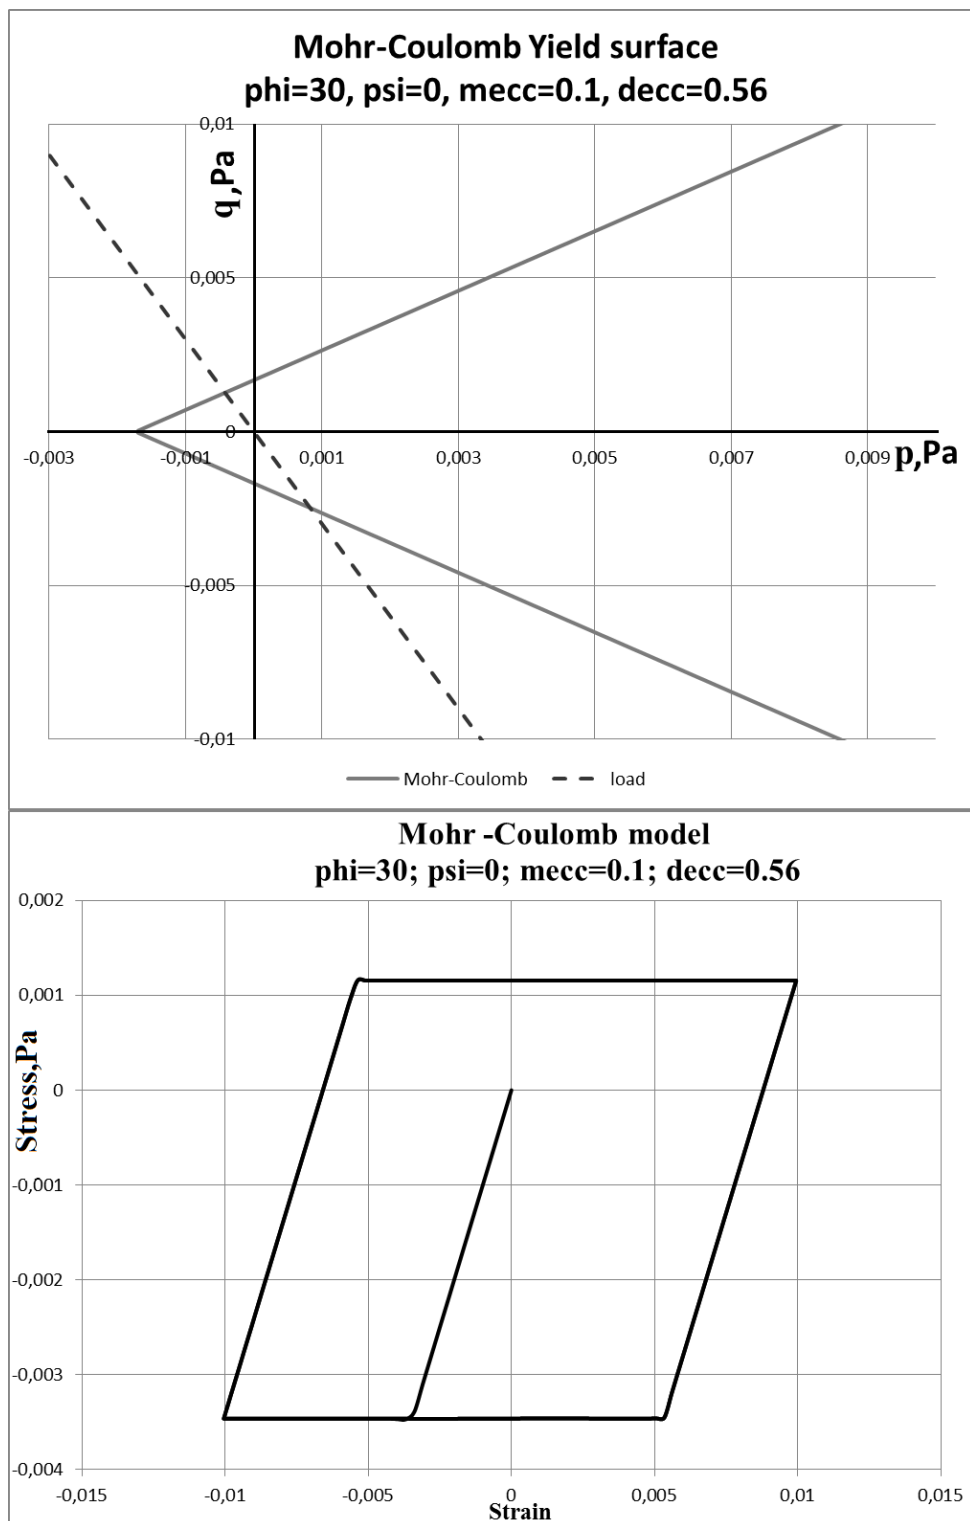 Mohr-Coulomb Yield surface
phi=30, psi=0, mecc=0.1, decc=0.56
0,01
q,Pa
0,005
0
-0,003 -0,001 0,001 0,003 0,005 0,007 0,009 p,Pa
-0,005
-0,01
Mohr-Coulomb load
Mohr -Coulomb model
phi=30; psi=0; mecc=0.1; decc=0.56
0,002
0,001
Stress,Pa
0
-0,001
-0,002
-0,003
-0,004
-0,015 -0,01 -0,005 0 0,005 0,01 0,015
Strain